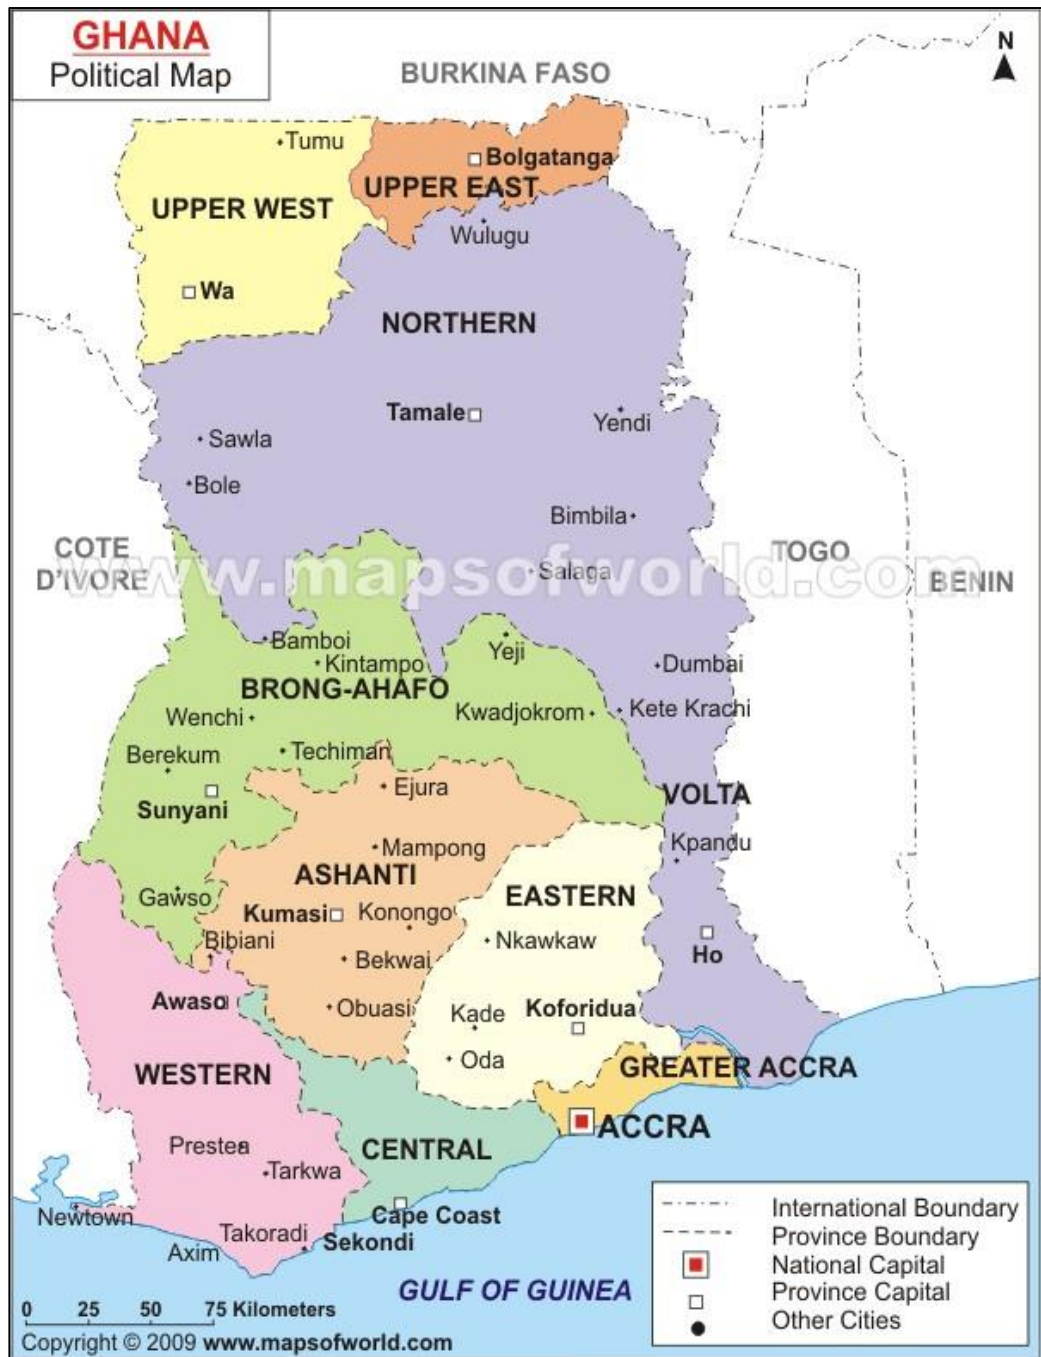 GHANA
Political Map
N
BURKINA FASO
Tumu
Bolgatanga
UPPER EAST
UPPER WEST
Wulugu
Wa
NORTHERN
Tamale
Yendi
Sawla
Bole
Bimbila
COTE
D'IVORE
TOGO
BENIN
www.mapsofworld.com
Salaga
Bamboi
Kintampo
Yeji
Dumbai
BRONG-AHAFO
Wenchi
Kwadjokrom
Kete Krachi
Berekum
Techiman
Ejura
Sunyani
VOLTA
Kpandu
Mampong
ASHANTI
EASTERN
Gawso
Kumasi
Konongo
Bibiani
Nkawkaw
Ho
Bekwai
Awaso
Obuasi
Kade
Koforidua
Oda
WESTERN
GREATER ACCRA
ACCRA
Prestea
CENTRAL
Tarkwa
Newtown
Cape Coast
Takoradi
Sekondi
Axim
GULF OF GUINEA
International Boundary
Province Boundary
National Capital
Province Capital
Other Cities
0 25 50 75 Kilometers
Copyright © 2009 www.mapsofworld.com